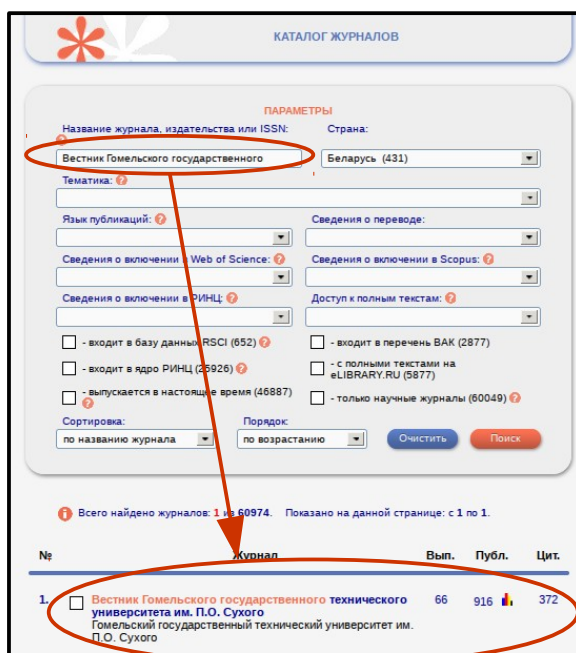 КАТАЛОГ ЖУРНАЛОВ
ПАРАМЕТРЫ
Название журнала, издательства или ISSN: Страна:
?
Вестник Гомельского государственного Беларусь (431)
Тематика: ?
Язык публикаций: ? Сведения о переводе:
Сведения о включении в Web of Science: ? Сведения о включении в Scopus: ?
Сведения о включении в РИНЦ: ? Доступ к полным текстам: ?
- входит в базу данных RSCI (652) ? - входит в перечень ВАК (2877)
- входит в ядро РИНЦ (25926) ? - с полными текстами на
eLIBRARY.RU (5877)
- выпускается в настоящее время (46887) - только научные журналы (60049) ?
?
Сортировка: Порядок:
по названию журнала по возрастанию Очистить Поиск
i Всего найдено журналов: 1 из 60974. Показано на данной странице: с 1 по 1.
№ Журнал Вып. Публ. Цит.
1. Вестник Гомельского государственного технического 66 916 372
университета им. П.О. Сухого
Гомельский государственный технический университет им.
П.О. Сухого